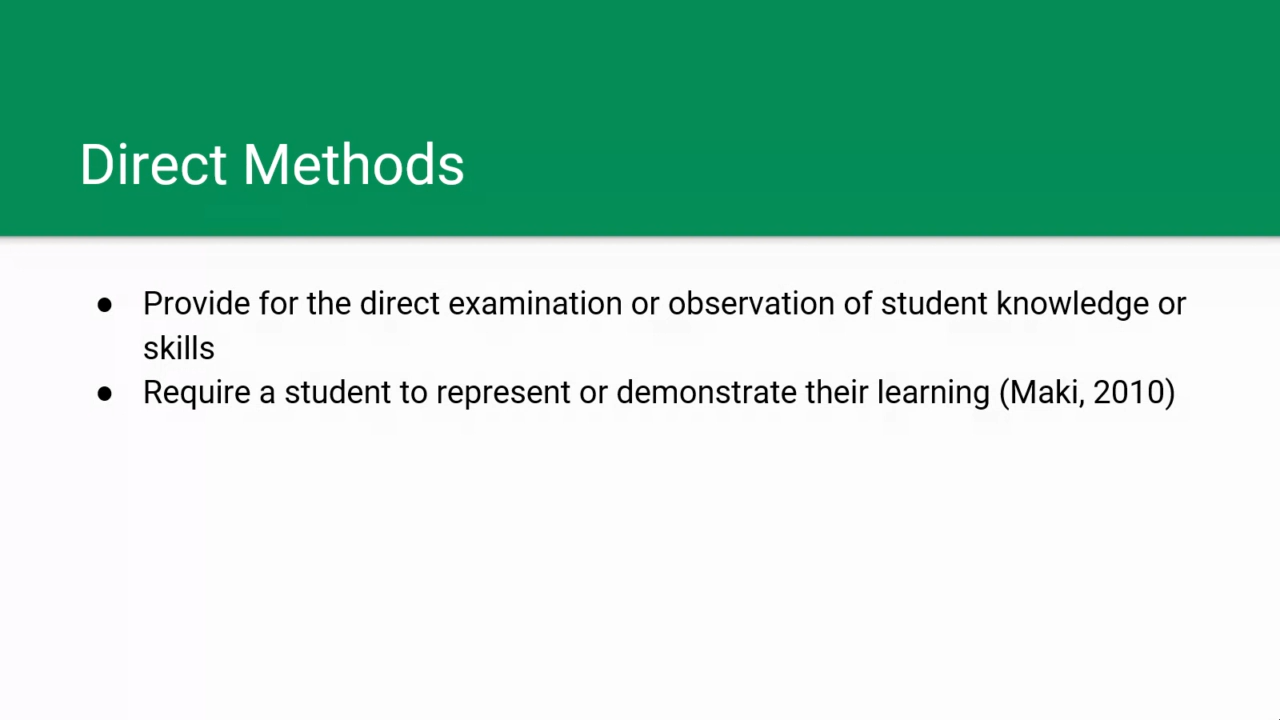 Direct Methods
● Provide for the direct examination or observation of student knowledge or
skills
● Require a student to represent or demonstrate their learning (Maki, 2010)